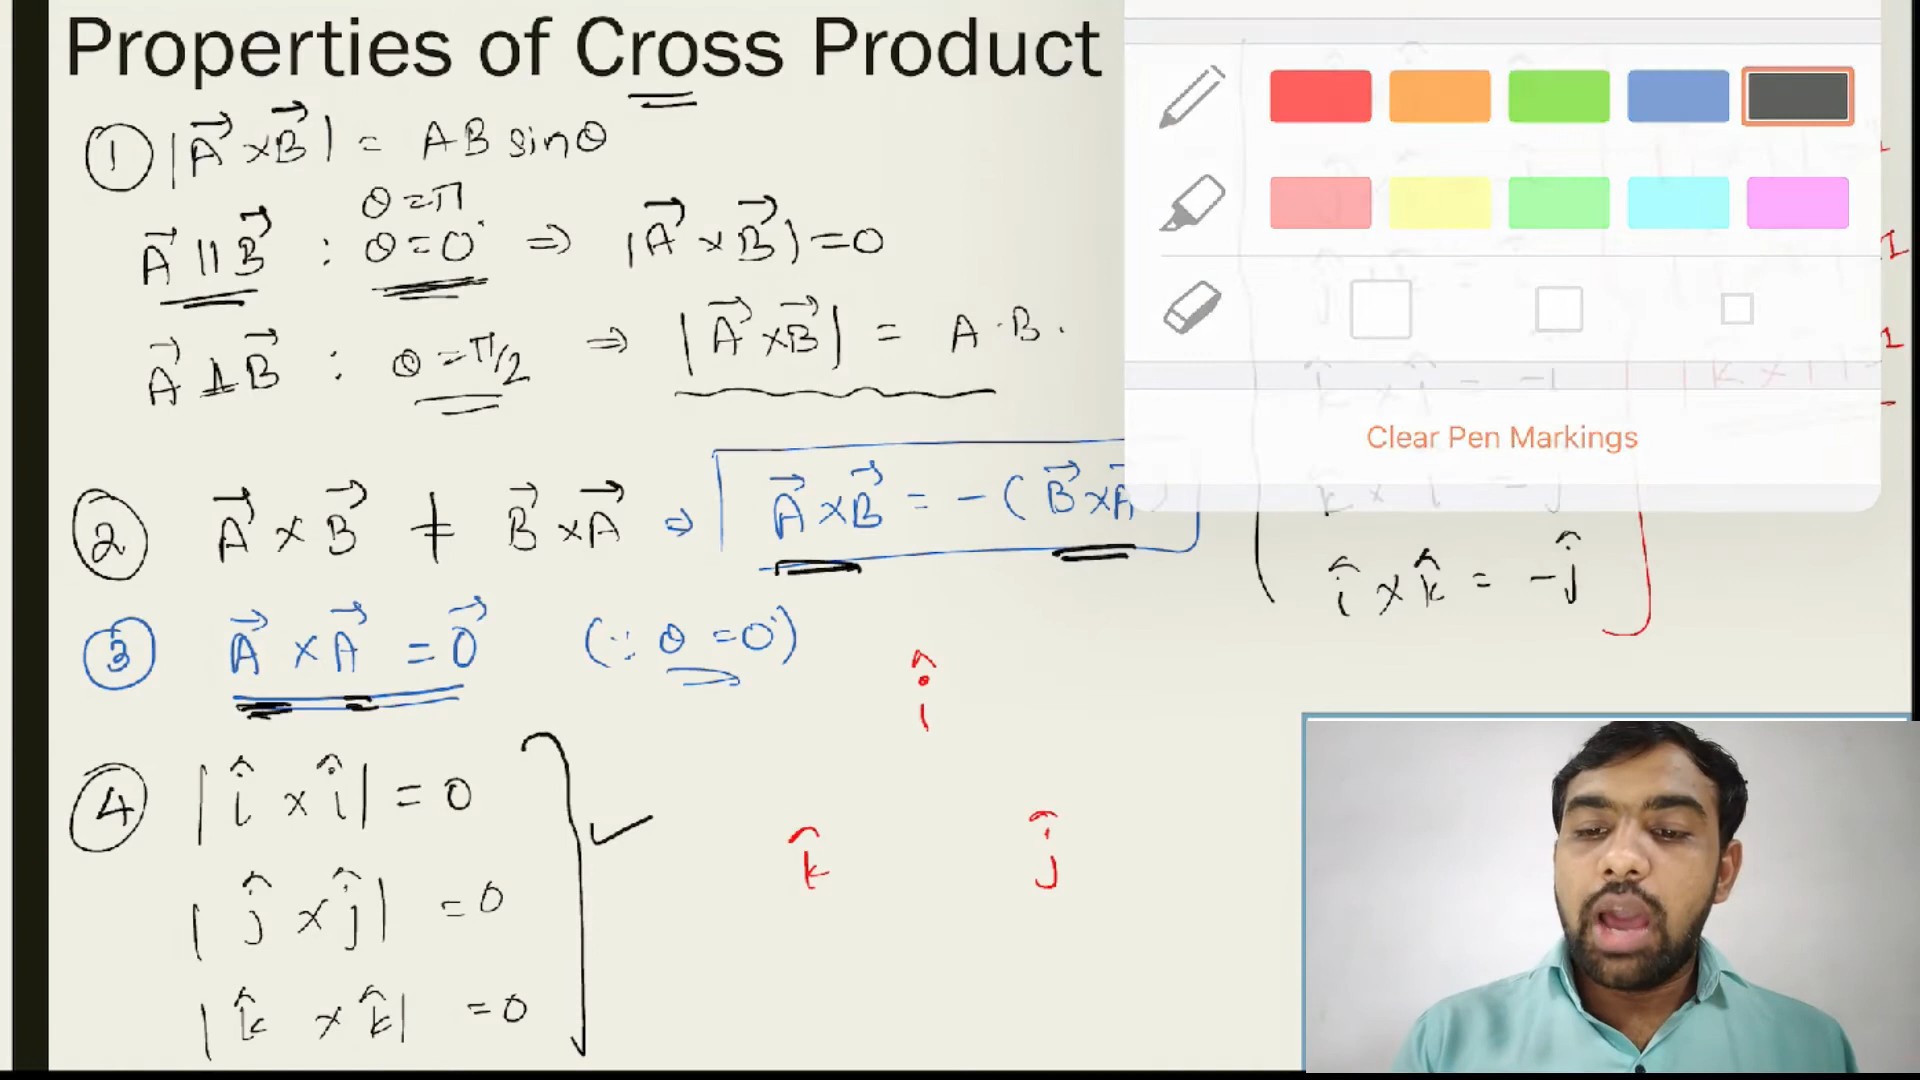 Properties of Cross Product
① |A⃗ × B⃗| = AB sinθ
θ = π
A⃗ || B⃗ : θ = 0° ⇒ |A⃗ × B⃗| = 0
A⃗ ⊥ B⃗ : θ = π/2 ⇒ |A⃗ × B⃗| = A·B.
② A⃗ × B⃗ ≠ B⃗ × A⃗ ⇒ A⃗ × B⃗ = -(B⃗ × A⃗)
③ A⃗ × A⃗ = 0⃗ (∵ θ = 0°)
④ |î × î| = 0
|ĵ × ĵ| = 0
|k̂ × k̂| = 0
î
k̂ ĵ
Clear Pen Markings
î × k̂ = -ĵ